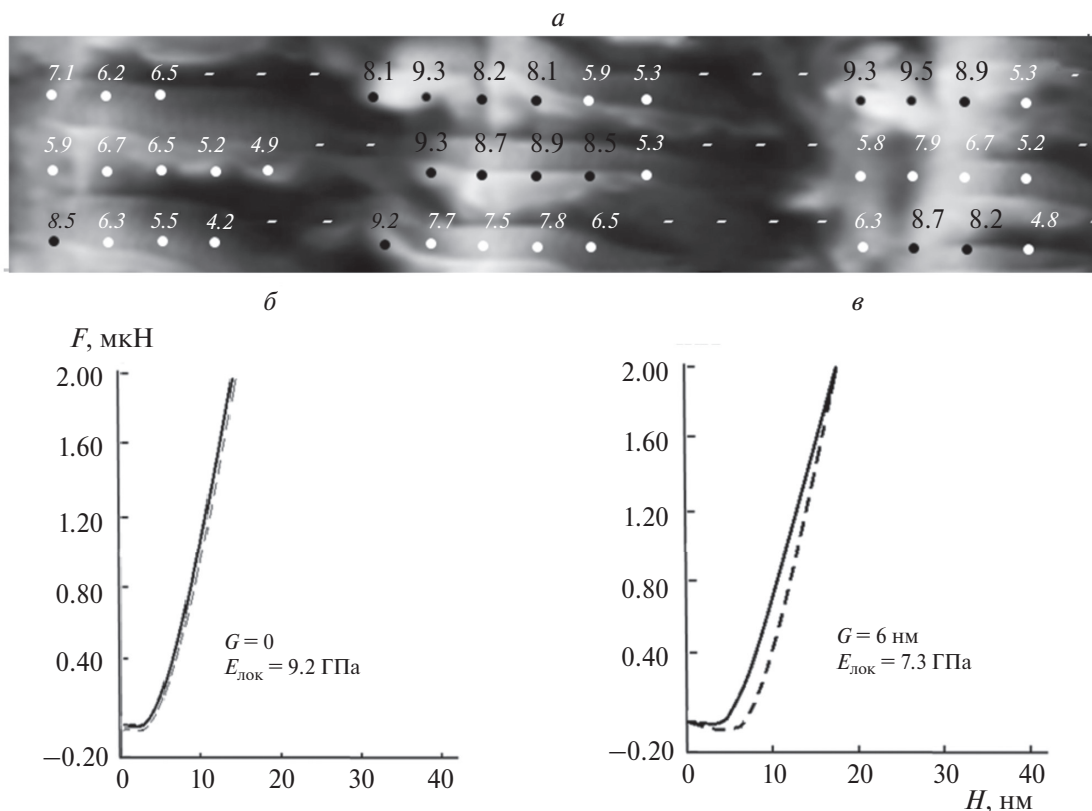 а
7.1 6.2 6.5 - - - 8.1 9.3 8.2 8.1 5.9 5.3 - - - 9.3 9.5 8.9 5.3 -
5.9 6.7 6.5 5.2 4.9 - - 9.3 8.7 8.9 8.5 5.3 - - - 5.8 7.9 6.7 5.2 -
8.5 6.3 5.5 4.2 - - 9.2 7.7 7.5 7.8 6.5 - - - - 6.3 8.7 8.2 4.8
б
F, мкН
2.00
1.60
1.20
0.80
0.40
−0.20
G = 0
Eлок = 9.2 ГПа
0 10 20 30 40
в
2.00
1.60
1.20
0.80
0.40
−0.20
G = 6 нм
Eлок = 7.3 ГПа
0 10 20 30 40
H, нм